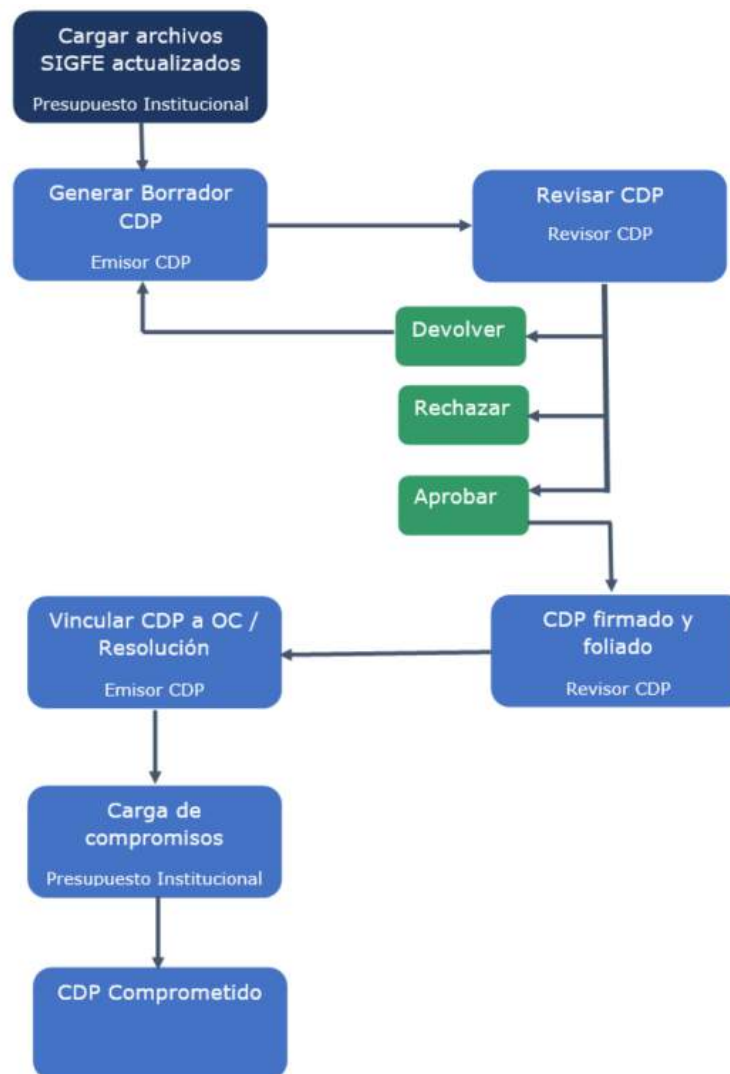 Cargar archivos
SIGFE actualizados
Presupuesto Institucional
Generar Borrador
CDP
Emisor CDP
Revisar CDP
Revisor CDP
Devolver
Rechazar
Aprobar
CDP firmado y
foliado
Revisor CDP
Vincular CDP a OC /
Resolución
Emisor CDP
Carga de
compromisos
Presupuesto Institucional
CDP Comprometido